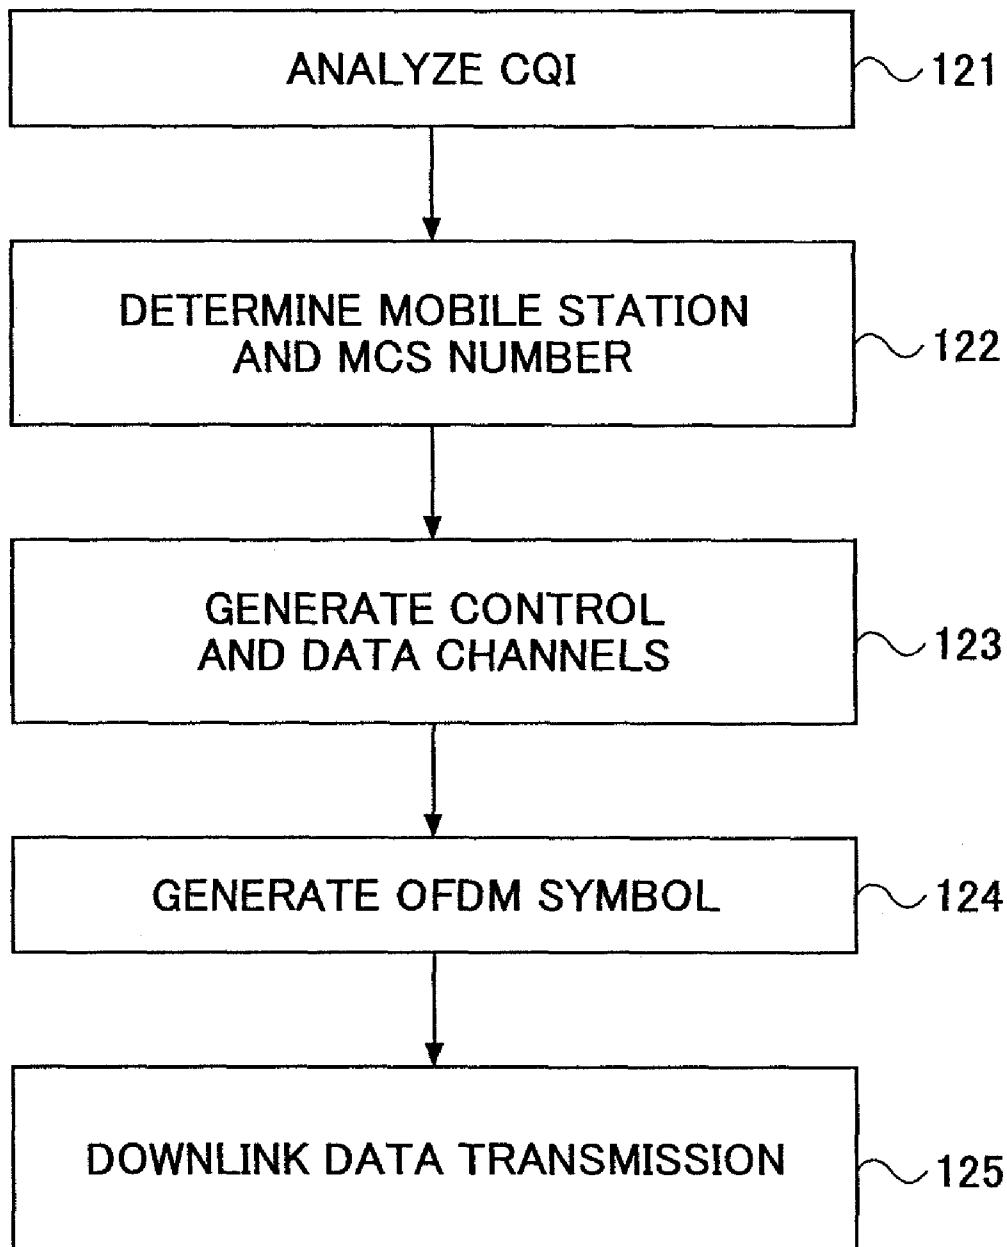 ANALYZE CQI
121
DETERMINE MOBILE STATION
AND MCS NUMBER
122
GENERATE CONTROL
AND DATA CHANNELS
123
GENERATE OFDM SYMBOL
124
DOWNLINK DATA TRANSMISSION
125